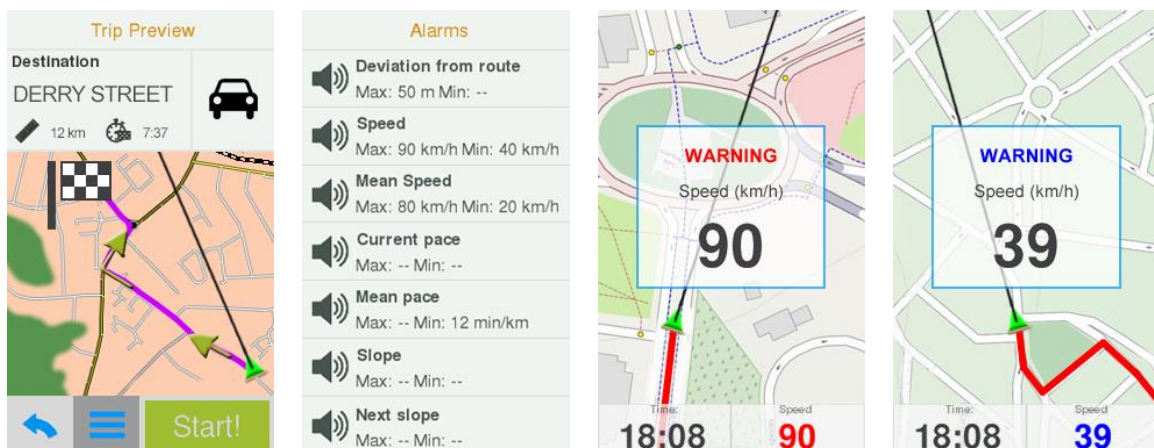 Trip Preview
Destination
DERRY STREET
12 km
7:37
Start!
Alarms
Deviation from route
Max: 50 m Min: --
Speed
Max: 90 km/h Min: 40 km/h
Mean Speed
Max: 80 km/h Min: 20 km/h
Current pace
Max: -- Min: --
Mean pace
Max: -- Min: 12 min/km
Slope
Max: -- Min: --
Next slope
Max: -- Min: --
WARNING
Speed (km/h)
90
Time:
Speed
18:08
90
WARNING
Speed (km/h)
39
Time:
Speed
18:08
39